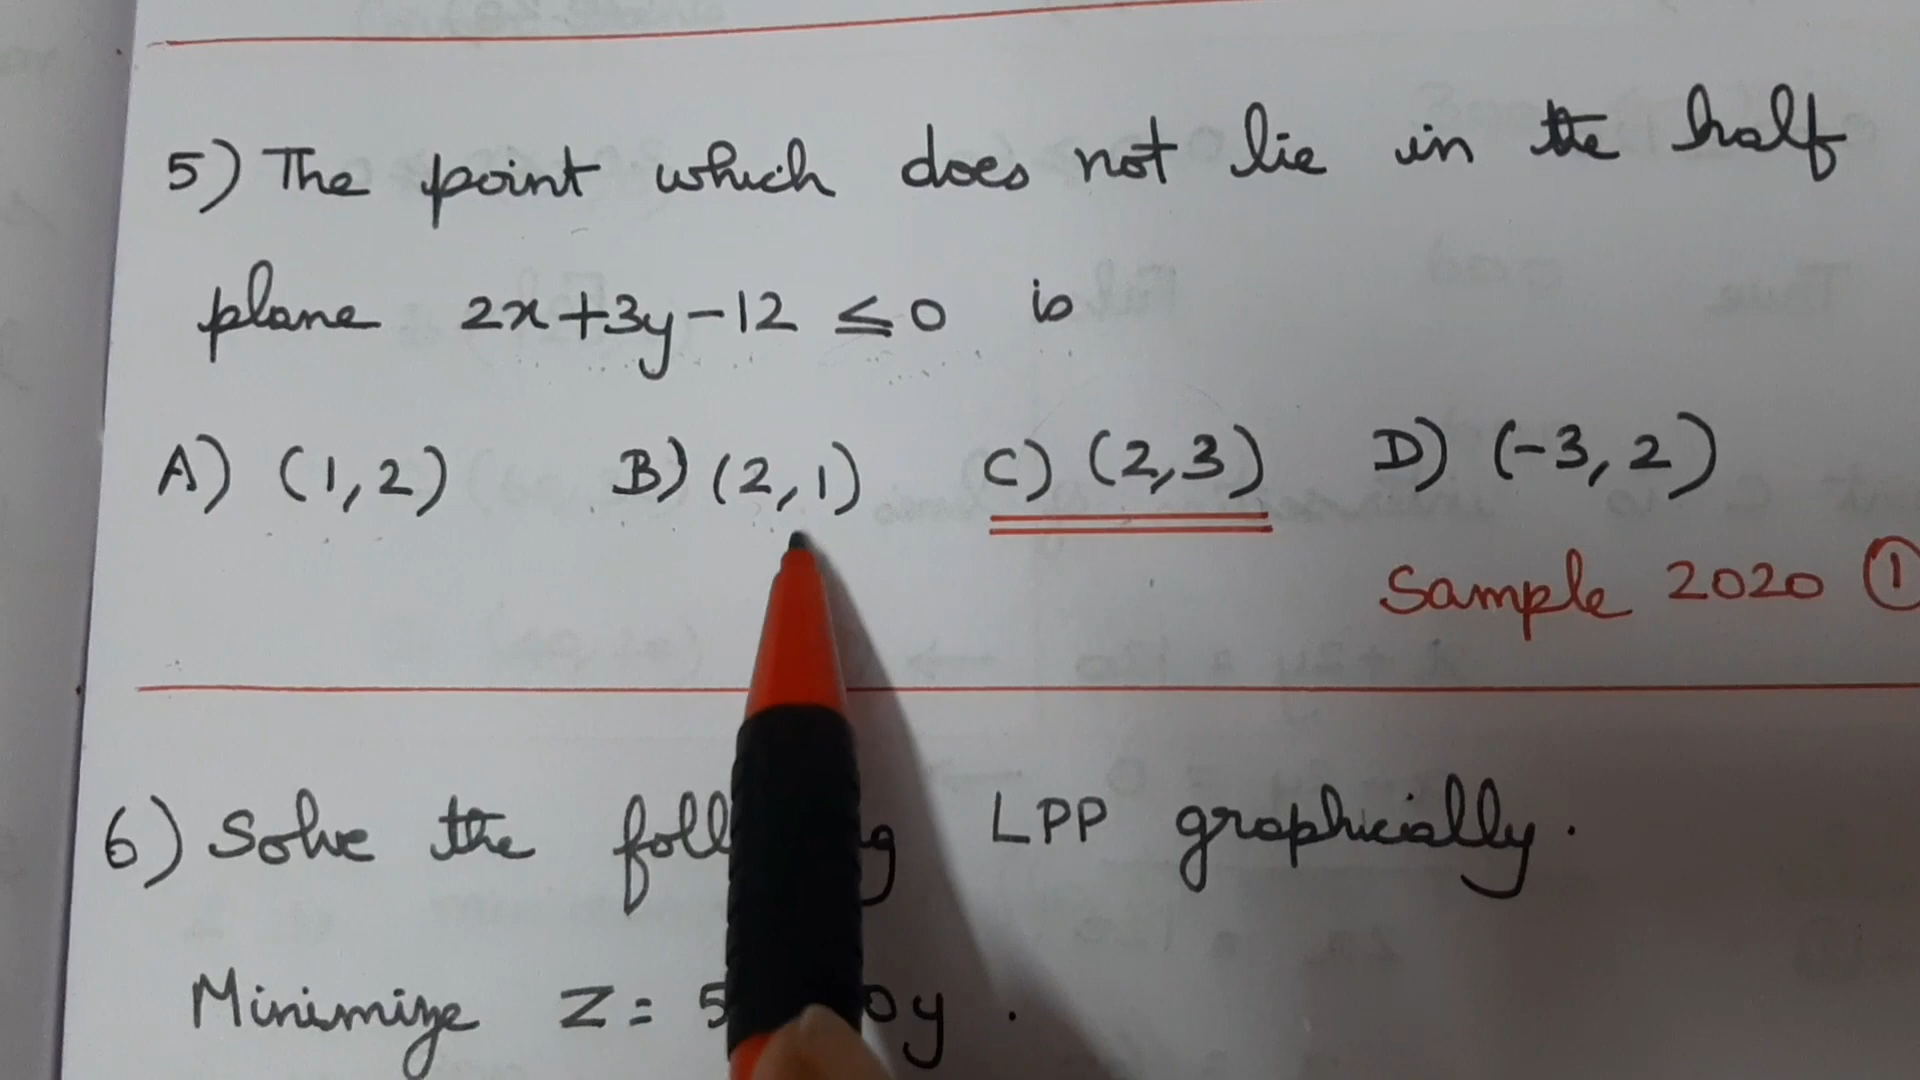 5) The point which does not lie in the half
plane 2x+3y-12 ≤ 0 is
A) (1,2) B) (2,1) C) (2,3) D) (-3,2)
Sample 2020 ①
6) Solve the LPP graphically.
Minimize Z = 5 0y.